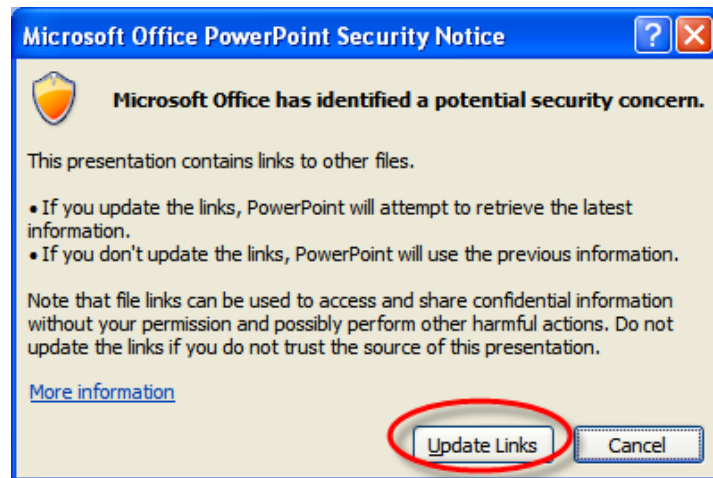 Microsoft Office PowerPoint Security Notice
Microsoft Office has identified a potential security concern.
This presentation contains links to other files.
• If you update the links, PowerPoint will attempt to retrieve the latest
information.
• If you don't update the links, PowerPoint will use the previous information.
Note that file links can be used to access and share confidential information
without your permission and possibly perform other harmful actions. Do not
update the links if you do not trust the source of this presentation.
More information
Update Links Cancel